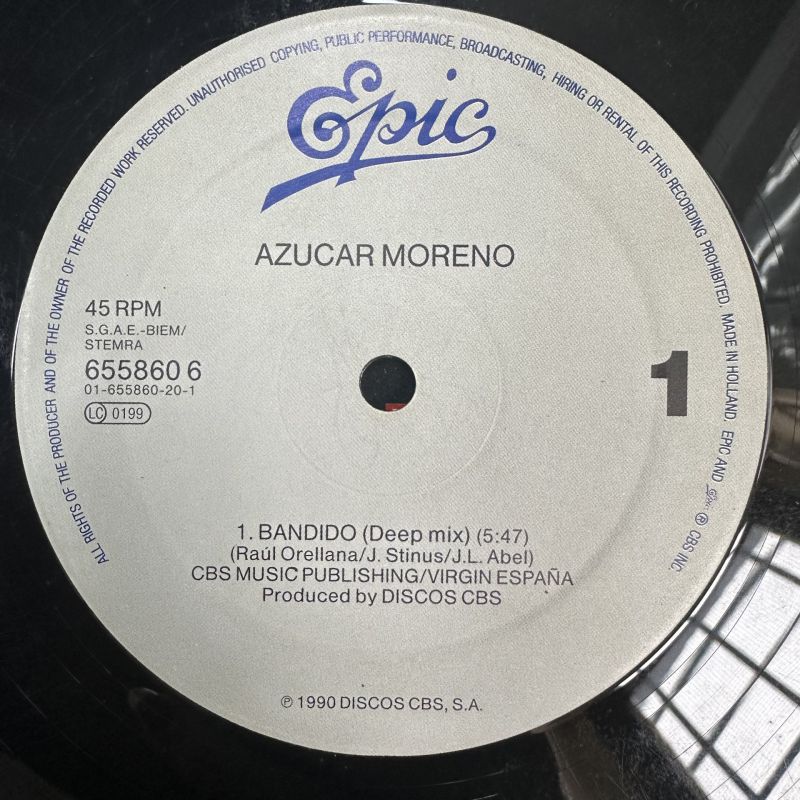 ALL RIGHTS OF THE PRODUCER AND OF THE OWNER OF THE RECORDED WORK RESERVED. UNAUTHORISED COPYING, PUBLIC PERFORMANCE, BROADCASTING, HIRING OR RENTAL OF THIS RECORDING PROHIBITED. MADE IN HOLLAND. EPIC AND Epic ℗ CBS INC.
Epic
AZUCAR MORENO
45 RPM
S.G.A.E.-BIEM/
STEMRA
655860 6
01-655860-20-1
LC 0199
1
1. BANDIDO (Deep mix) (5:47)
(Raúl Orellana/J. Stinus/J.L. Abel)
CBS MUSIC PUBLISHING/VIRGIN ESPAÑA
Produced by DISCOS CBS
℗ 1990 DISCOS CBS, S.A.